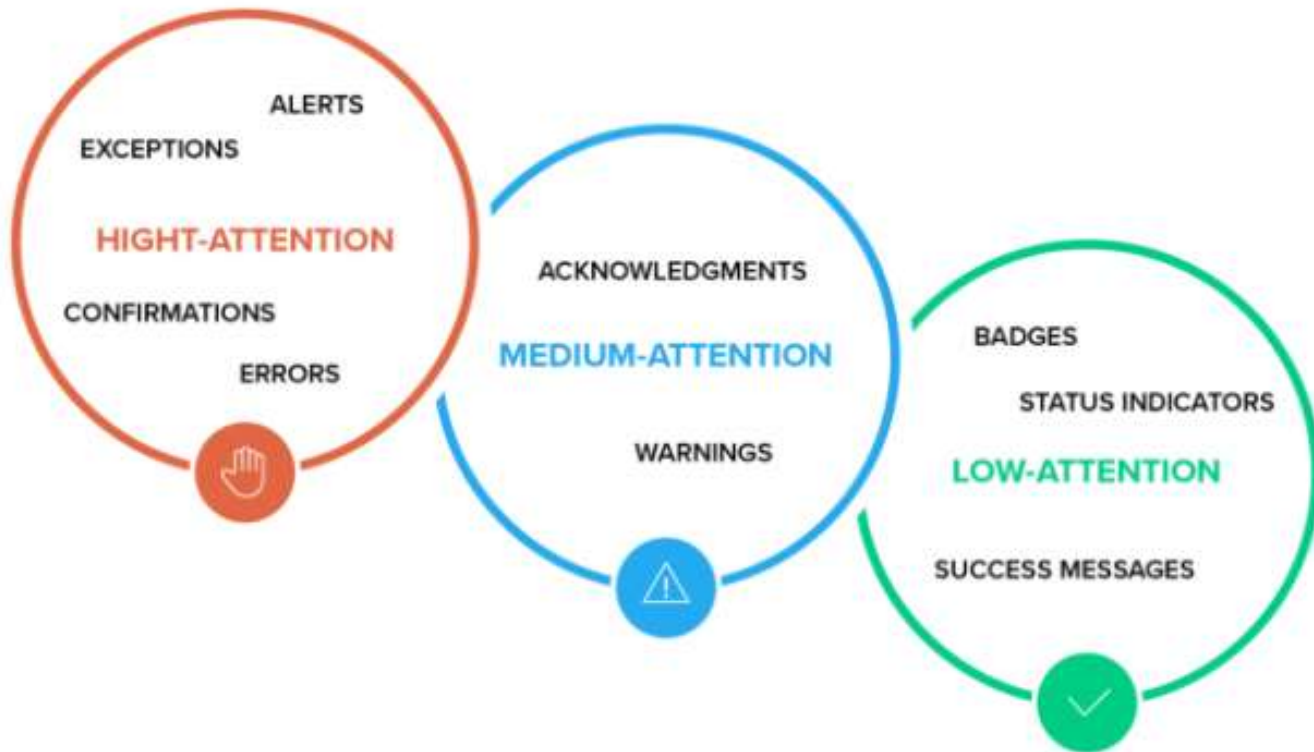 ALERTS
EXCEPTIONS
HIGHT-ATTENTION
CONFIRMATIONS
ERRORS
ACKNOWLEDGMENTS
MEDIUM-ATTENTION
WARNINGS
BADGES
STATUS INDICATORS
LOW-ATTENTION
SUCCESS MESSAGES